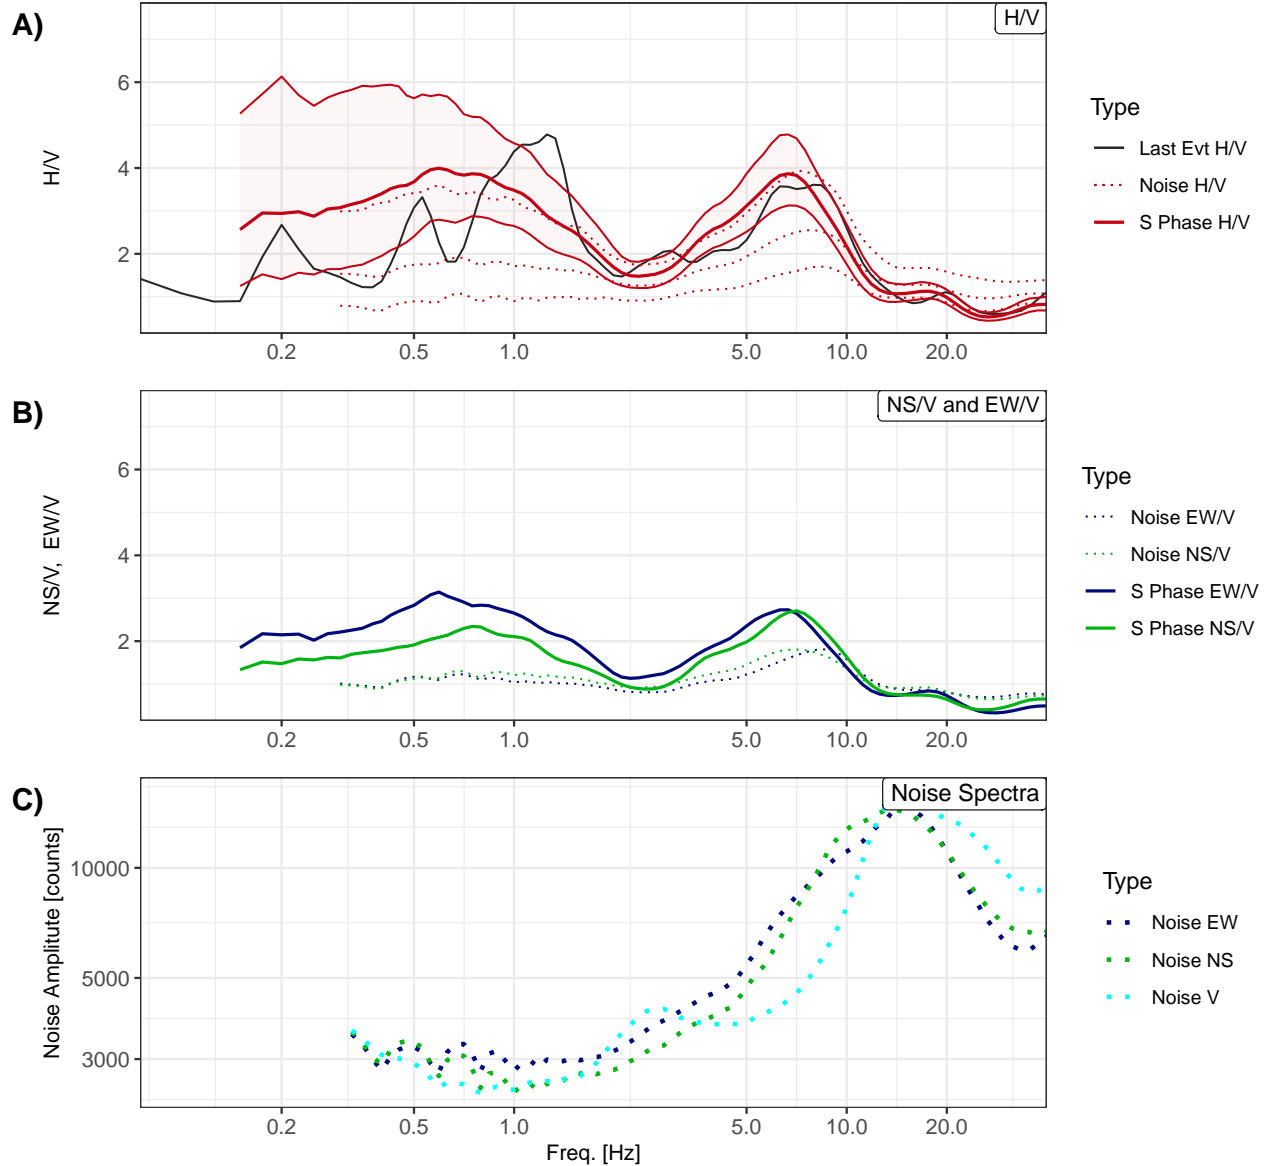 A)
H/V
H/V
6
4
2
0.2 0.5 1.0 5.0 10.0 20.0
Type
Last Evt H/V
Noise H/V
S Phase H/V
B)
NS/V and EW/V
NS/V, EW/V
6
4
2
0.2 0.5 1.0 5.0 10.0 20.0
Type
Noise EW/V
Noise NS/V
S Phase EW/V
S Phase NS/V
C)
Noise Spectra
Noise Amplitute [counts]
10000
5000
3000
0.2 0.5 1.0 5.0 10.0 20.0
Freq. [Hz]
Type
Noise EW
Noise NS
Noise V